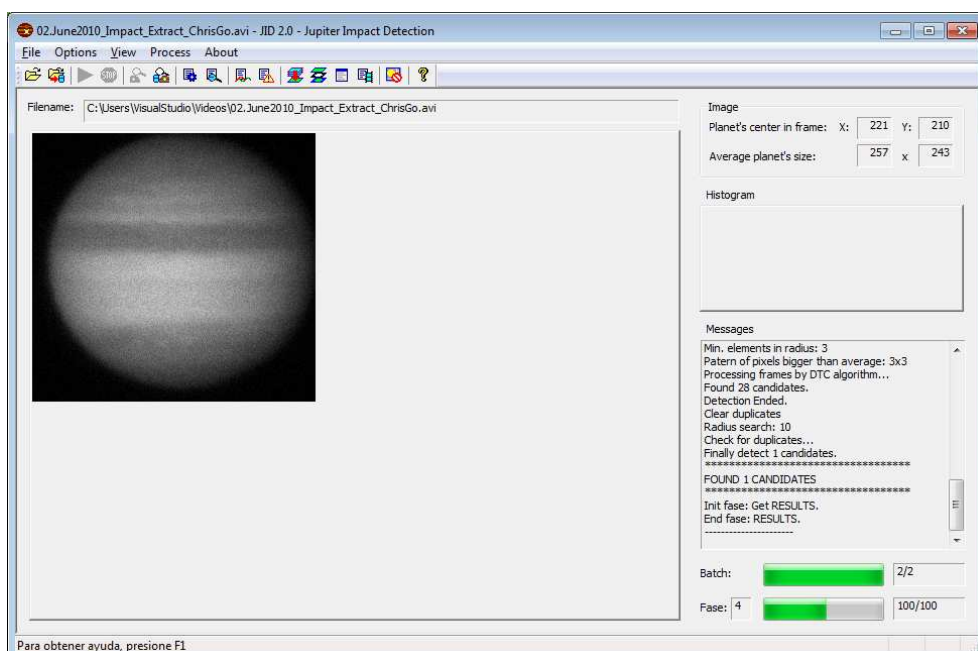 02.June2010_Impact_Extract_ChrisGo.avi - JID 2.0 - Jupiter Impact Detection
File Options View Process About
STOP
?
Filename: C:\Users\VisualStudio\Videos\02.June2010_Impact_Extract_ChrisGo.avi
Image
Planet's center in frame: X: 221 Y: 210
Average planet's size: 257 x 243
Histogram
Messages
Min. elements in radius: 3
Patern of pixels bigger than average: 3x3
Processing frames by DTC algorithm...
Found 28 candidates.
Detection Ended.
Clear duplicates
Radius search: 10
Check for duplicates...
Finally detect 1 candidates.
***********************************
FOUND 1 CANDIDATES
***********************************
Init fase: Get RESULTS.
End fase: RESULTS.
----------------------
Batch: 2/2
Fase: 4 100/100
Para obtener ayuda, presione F1